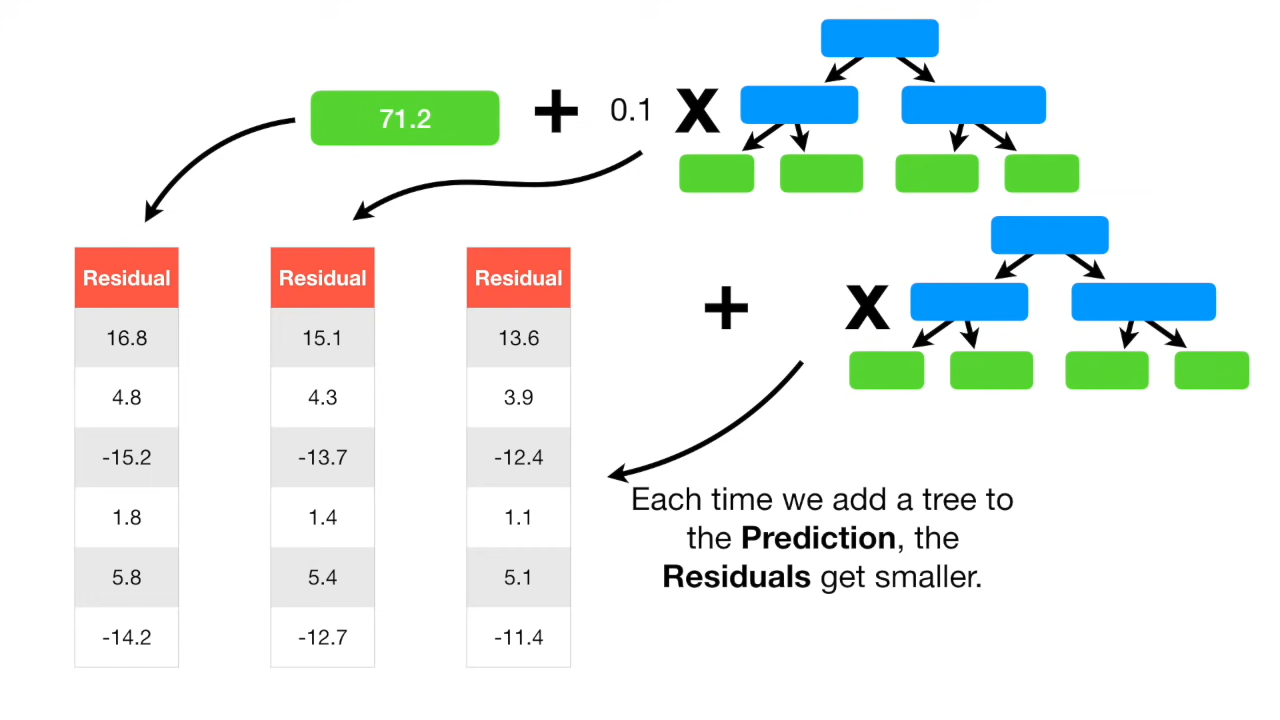 71.2 + 0.1 X
+ X
Residual Residual Residual
16.8 15.1 13.6
4.8 4.3 3.9
-15.2 -13.7 -12.4
1.8 1.4 1.1
5.8 5.4 5.1
-14.2 -12.7 -11.4
Each time we add a tree to
the Prediction, the
Residuals get smaller.